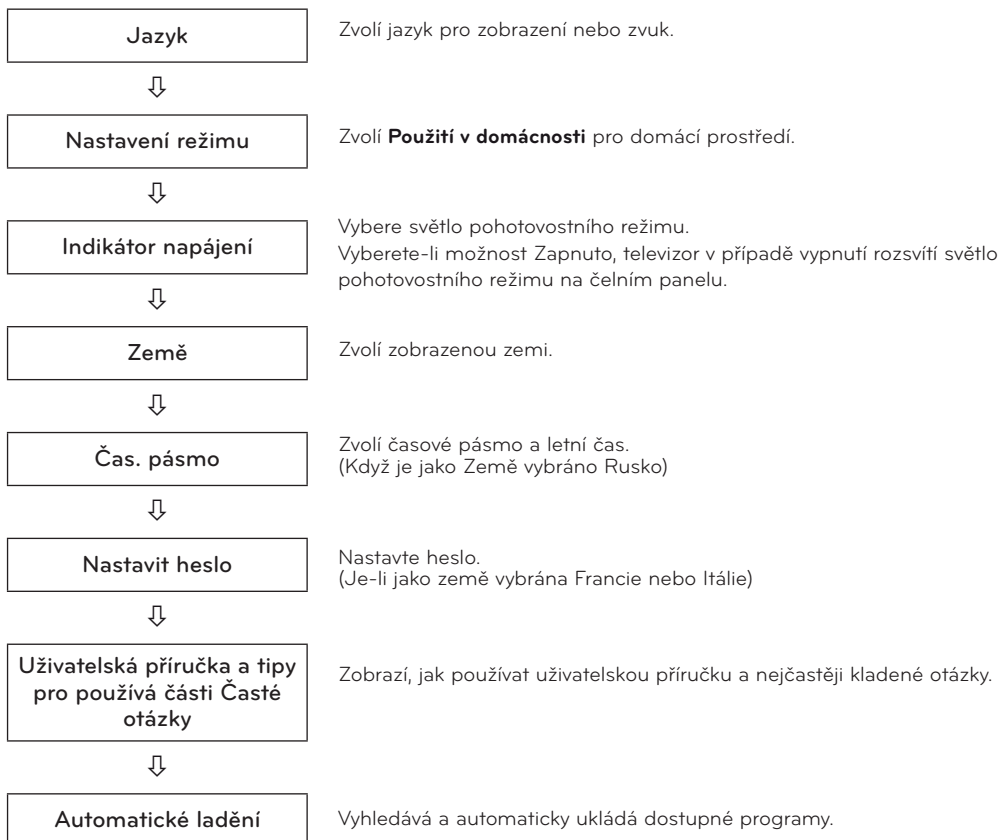 Jazyk
Zvolí jazyk pro zobrazení nebo zvuk.
Nastavení režimu
Zvolí Použití v domácnosti pro domácí prostředí.
Indikátor napájení
Vybere světlo pohotovostního režimu.
Vyberete-li možnost Zapnuto, televizor v případě vypnutí rozsvítí světlo
pohotovostního režimu na čelním panelu.
Země
Zvolí zobrazenou zemi.
Čas. pásmo
Zvolí časové pásmo a letní čas.
(Když je jako Země vybráno Rusko)
Nastavit heslo
Nastavte heslo.
(Je-li jako země vybrána Francie nebo Itálie)
Uživatelská příručka a tipy
pro používá části Časté
otázky
Zobrazí, jak používat uživatelskou příručku a nejčastěji kladené otázky.
Automatické ladění
Vyhledává a automaticky ukládá dostupné programy.